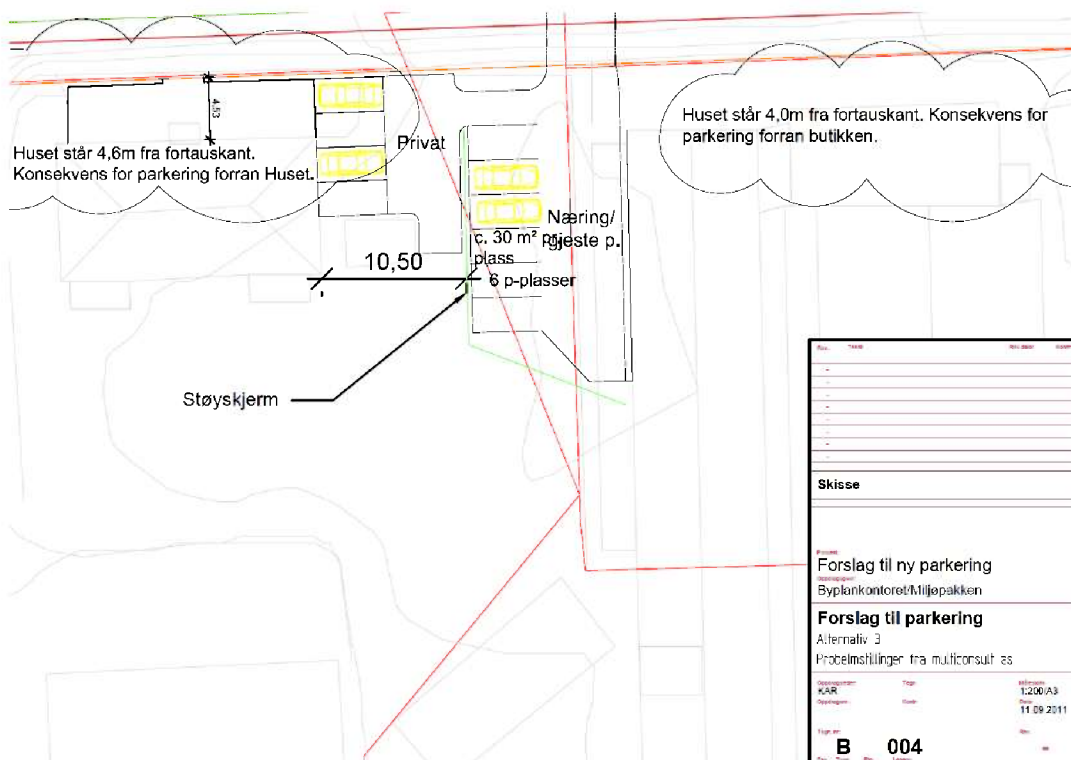 Huset står 4,6m fra fortauskant.
Konsekvens for parkering forran Huset.
4,53
Privat
Huset står 4,0m fra fortauskant. Konsekvens for
parkering forran butikken.
Næring/
gjeste p.
c. 30 m² pr.
plass
6 p-plasser
10,50
Støyskjerm
Skisse
Forslag til ny parkering
Byplankontoret/Miljøpakken
Forslag til parkering
Alternativ 3
Probelmstillinger fra multiconsult as
KAR
1:200/A3
11.09.2011
B 004